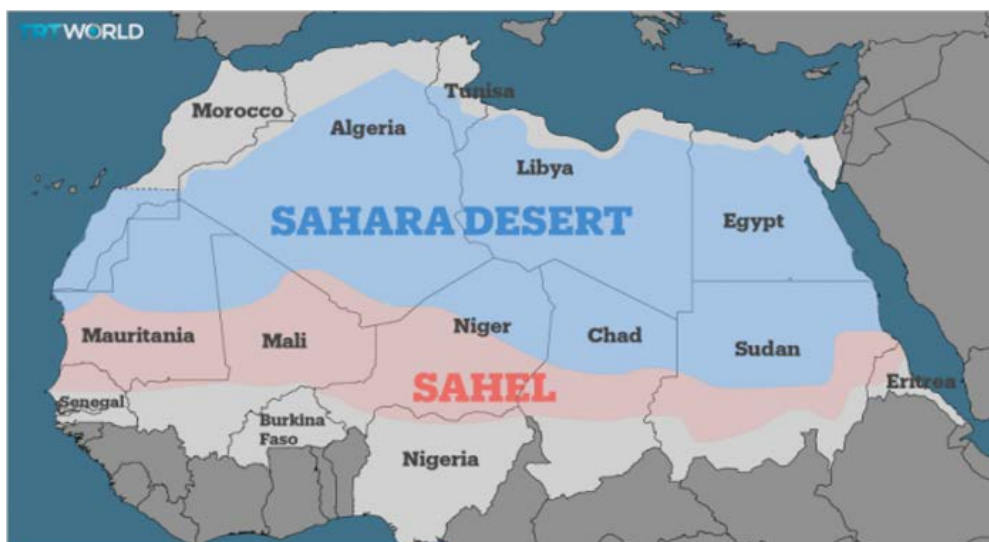 TRTWORLD
Tunisa
Morocco
Algeria
Libya
SAHARA DESERT
Egypt
Mauritania
Mali
Niger
Chad
Sudan
SAHEL
Eritrea
Senegal
Burkina
Faso
Nigeria